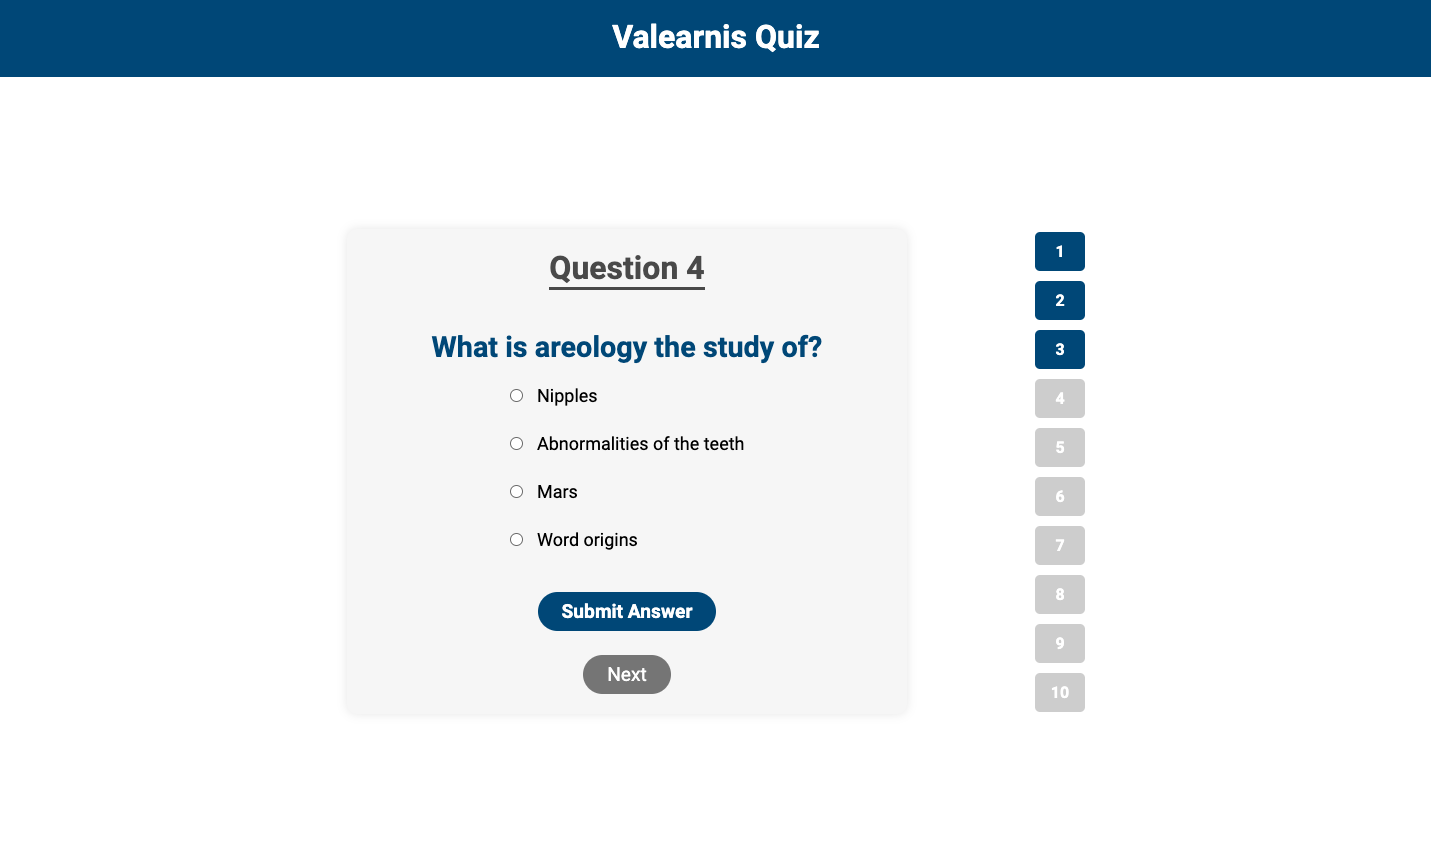 Valearnis Quiz
Question 4
What is areology the study of?
Nipples
Abnormalities of the teeth
Mars
Word origins
Submit Answer
Next
1
2
3
4
5
6
7
8
9
10